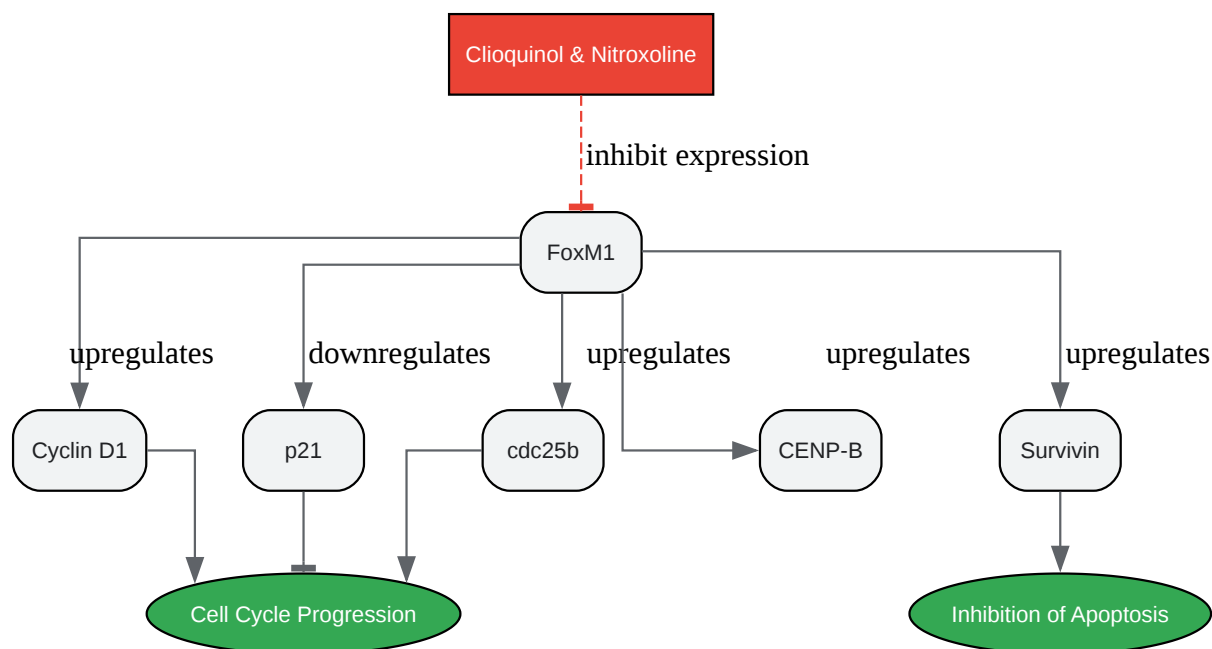 Clioquinol & Nitroxoline
inhibit expression
FoxM1
upregulates
downregulates
upregulates
upregulates
upregulates
Cyclin D1
p21
cdc25b
CENP-B
Survivin
Cell Cycle Progression
Inhibition of Apoptosis